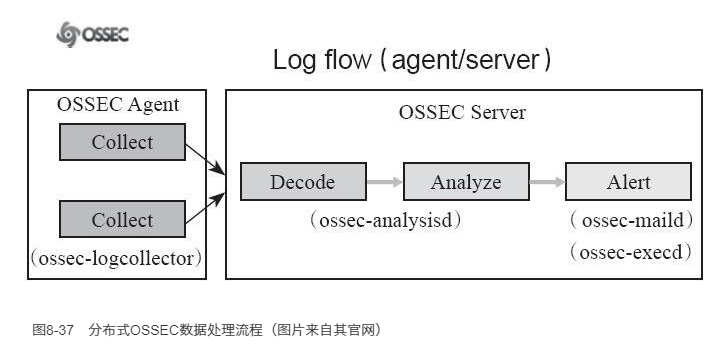 OSSEC
Log flow (agent/server)
OSSEC Agent
Collect
Collect
(ossec-logcollector)
OSSEC Server
Decode
Analyze
Alert
(ossec-analysisd)
(ossec-maild)
(ossec-execd)
图8-37 分布式OSSEC数据处理流程（图片来自其官网）